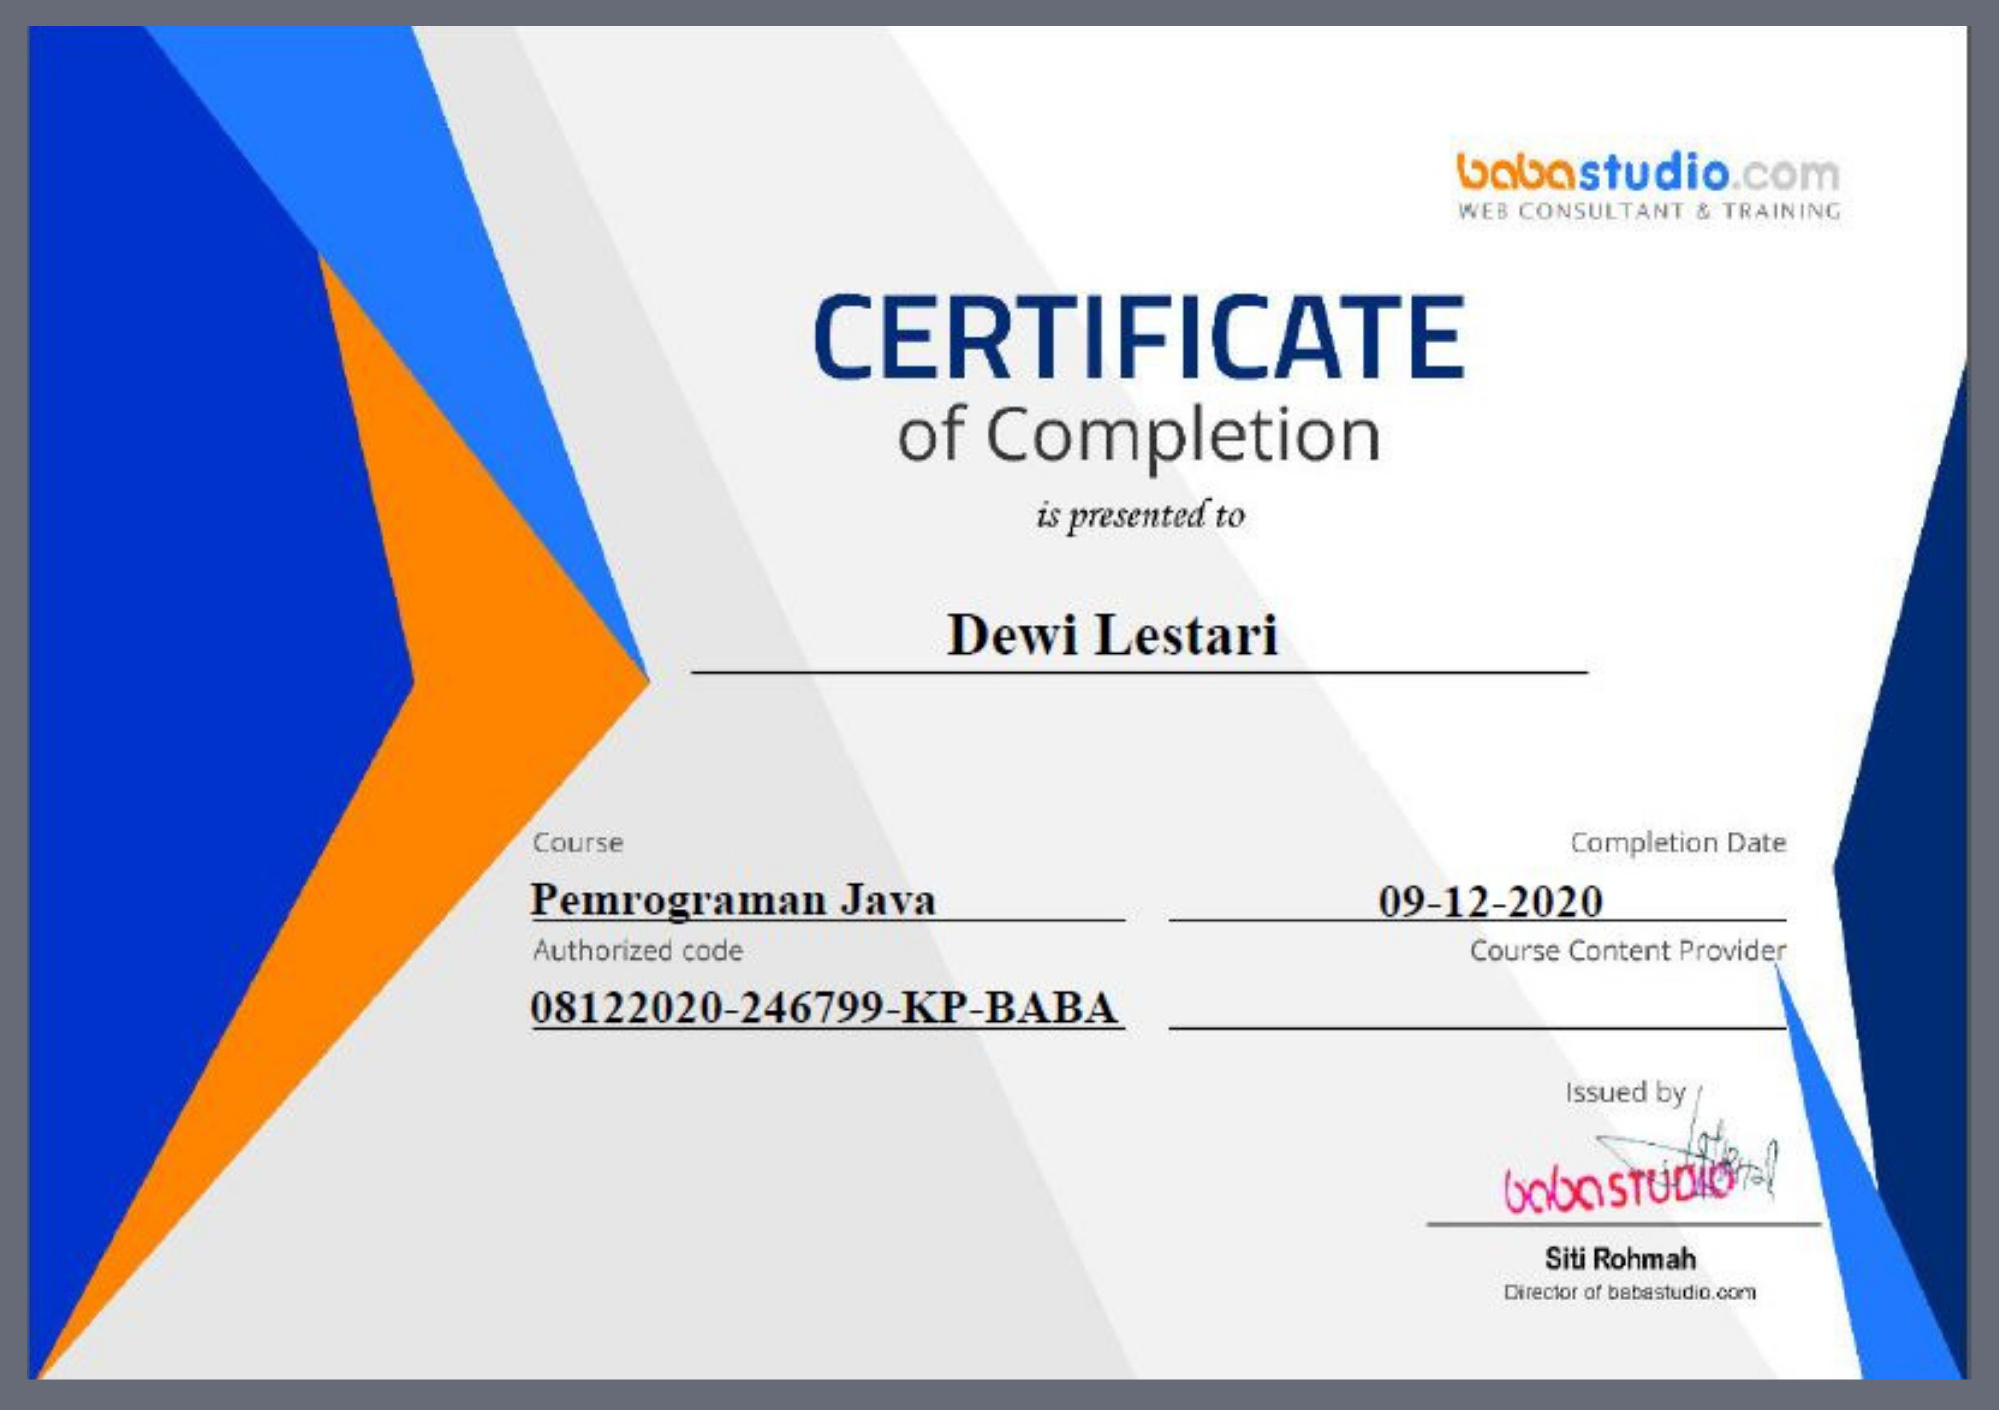 babastudio.com
WEB CONSULTANT & TRAINING
CERTIFICATE
of Completion
is presented to
Dewi Lestari
Course
Completion Date
Pemrograman Java
09-12-2020
Authorized code
Course Content Provider
08122020-246799-KP-BABA
Issued by
babaSTUDIO
Siti Rohmah
Director of babastudio.com